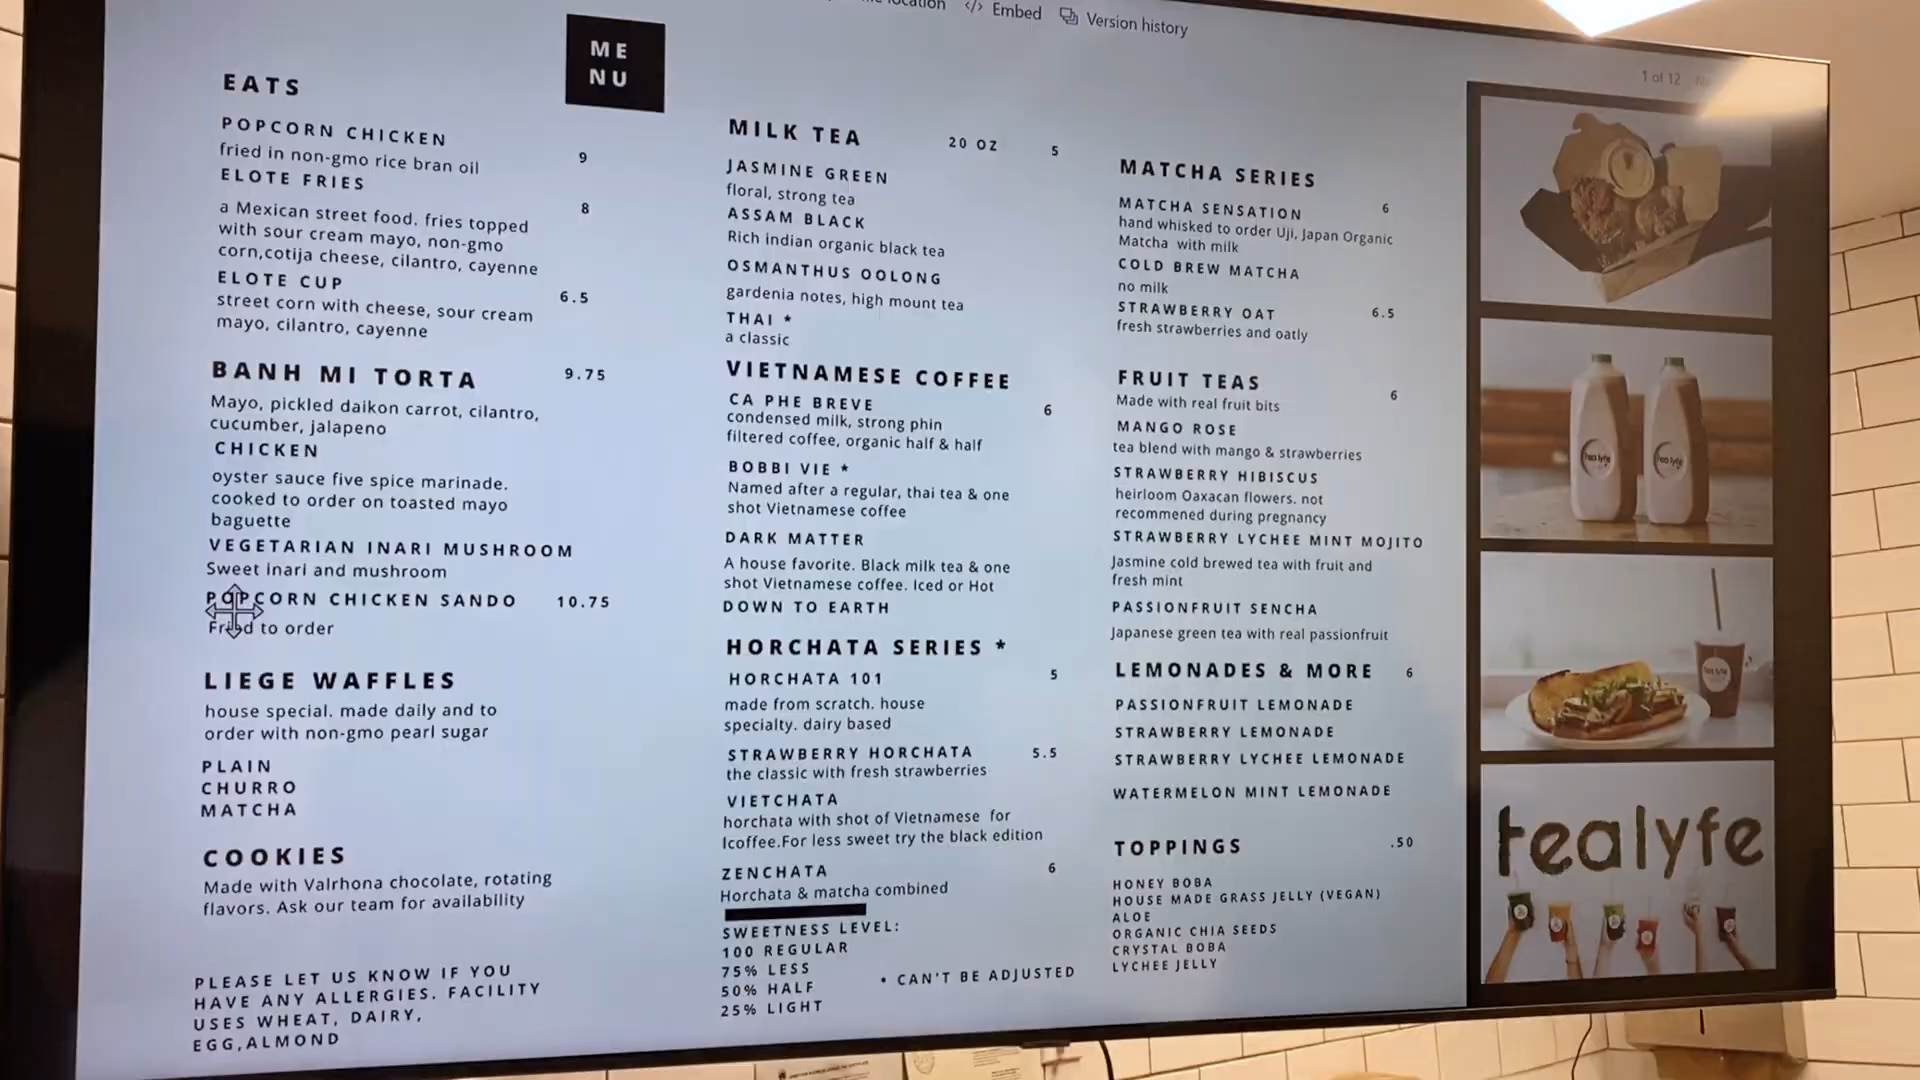 Embed
Version history
ME
NU
1 of 12
EATS
POPCORN CHICKEN
fried in non-gmo rice bran oil 9
ELOTE FRIES
8
a Mexican street food. fries topped
with sour cream mayo, non-gmo
corn,cotija cheese, cilantro, cayenne
ELOTE CUP 6.5
street corn with cheese, sour cream
mayo, cilantro, cayenne
BANH MI TORTA 9.75
Mayo, pickled daikon carrot, cilantro,
cucumber, jalapeno
CHICKEN
oyster sauce five spice marinade.
cooked to order on toasted mayo
baguette
VEGETARIAN INARI MUSHROOM
Sweet inari and mushroom
POPCORN CHICKEN SANDO 10.75
Fried to order
LIEGE WAFFLES
house special. made daily and to
order with non-gmo pearl sugar
PLAIN
CHURRO
MATCHA
COOKIES
Made with Valrhona chocolate, rotating
flavors. Ask our team for availability
PLEASE LET US KNOW IF YOU
HAVE ANY ALLERGIES. FACILITY
USES WHEAT, DAIRY,
EGG,ALMOND
MILK TEA 20 OZ 5
JASMINE GREEN
floral, strong tea
ASSAM BLACK
Rich indian organic black tea
OSMANTHUS OOLONG
gardenia notes, high mount tea
THAI *
a classic
VIETNAMESE COFFEE
CA PHE BREVE 6
condensed milk, strong phin
filtered coffee, organic half & half
BOBBI VIE *
Named after a regular, thai tea & one
shot Vietnamese coffee
DARK MATTER
A house favorite. Black milk tea & one
shot Vietnamese coffee. Iced or Hot
DOWN TO EARTH
HORCHATA SERIES *
HORCHATA 101 5
made from scratch. house
specialty. dairy based
STRAWBERRY HORCHATA 5.5
the classic with fresh strawberries
VIETCHATA
horchata with shot of Vietnamese for
Icoffee.For less sweet try the black edition
ZENCHATA 6
Horchata & matcha combined
SWEETNESS LEVEL:
100 REGULAR
75% LESS
50% HALF
25% LIGHT
• CAN'T BE ADJUSTED
MATCHA SERIES
MATCHA SENSATION 6
hand whisked to order Uji, Japan Organic
Matcha with milk
COLD BREW MATCHA
no milk
STRAWBERRY OAT 6.5
fresh strawberries and oatly
FRUIT TEAS 6
Made with real fruit bits
MANGO ROSE
tea blend with mango & strawberries
STRAWBERRY HIBISCUS
heirloom Oaxacan flowers. not
recommened during pregnancy
STRAWBERRY LYCHEE MINT MOJITO
Jasmine cold brewed tea with fruit and
fresh mint
PASSIONFRUIT SENCHA
Japanese green tea with real passionfruit
LEMONADES & MORE 6
PASSIONFRUIT LEMONADE
STRAWBERRY LEMONADE
STRAWBERRY LYCHEE LEMONADE
WATERMELON MINT LEMONADE
TOPPINGS .50
HONEY BOBA
HOUSE MADE GRASS JELLY (VEGAN)
ALOE
ORGANIC CHIA SEEDS
CRYSTAL BOBA
LYCHEE JELLY
tea lyfe
tea lyfe
tea lyfe
tealyfe